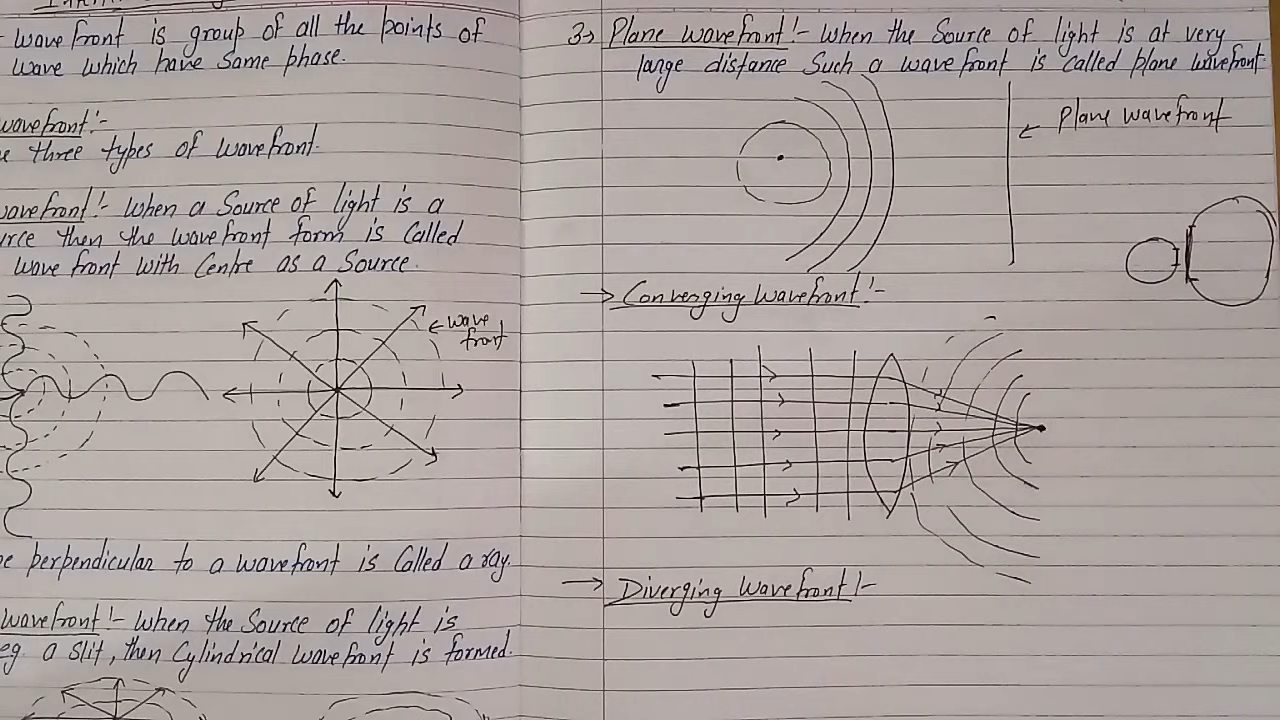 wavefront is group of all the points of
wave which have same phase.
wavefront:-
three types of wavefront.
wavefront:- when a source of light is a
then the wavefront form is called
wave front with Centre as a source.
← wave
front
perpendicular to a wavefront is called a ray.
wavefront:- when the source of light is
eg. a slit, then Cylindrical wavefront is formed.
3→ Plane wavefront:- when the source of light is at very
large distance such a wavefront is called plane wavefront.
← Plane wavefront
→ Converging wavefront:-
→ Diverging wavefront:-